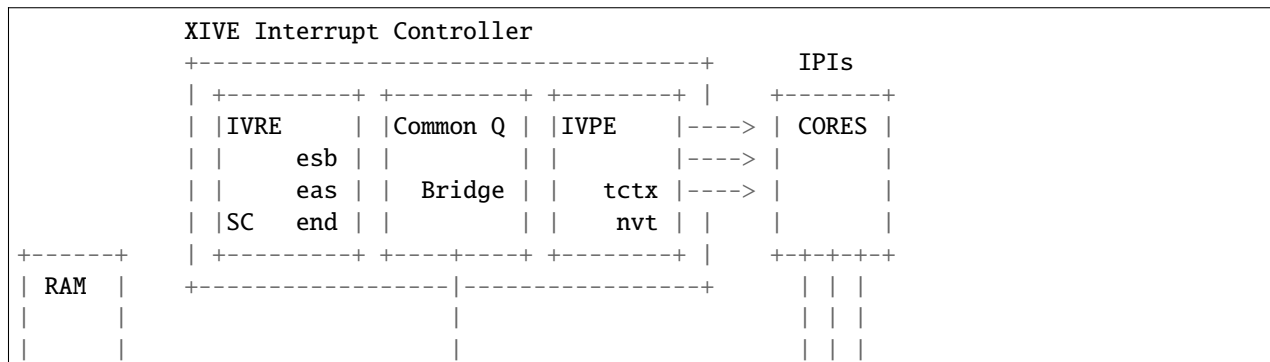 XIVE Interrupt Controller
+------------------------------------+ IPIs
| +---------+ +---------+ +--------+ | +-------+
| |IVRE | |Common Q | |IVPE |----> | CORES |
| | esb | | | | |----> | |
| | eas | | Bridge | | tctx |----> | |
| |SC end | | | | nvt | | | |
+------+ | +---------+ +----+----+ +--------+ | +-+-+-+-+
| RAM | +------------------|-----------------+ | | |
| | | | | |
| | | | | |